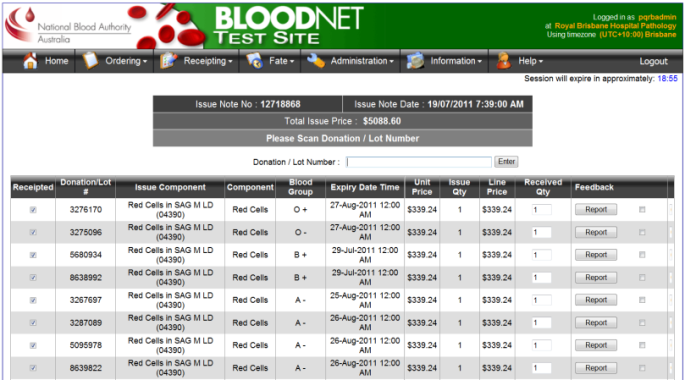 National Blood Authority
Australia
BLOODNET
TEST SITE
Logged in as pqrbadmin
at Royal Brisbane Hospital Pathology
Using timezone (UTC+10:00) Brisbane
Home Ordering Receipting Fate Administration Information Help Logout
Session will expire in approximately: 18:55
Issue Note No : 12718868 Issue Note Date : 19/07/2011 7:39:00 AM
Total Issue Price : $5088.60
Please Scan Donation / Lot Number
Donation / Lot Number : Enter
Receipted Donation/Lot # Issue Component Component Blood Group Expiry Date Time Unit Price Issue Qty Line Price Received Qty Feedback
3276170 Red Cells in SAG M LD (04390) Red Cells O + 27-Aug-2011 12:00 AM $339.24 1 $339.24 1 Report
3275096 Red Cells in SAG M LD (04390) Red Cells O - 27-Aug-2011 12:00 AM $339.24 1 $339.24 1 Report
5680934 Red Cells in SAG M LD (04390) Red Cells B + 29-Jul-2011 12:00 AM $339.24 1 $339.24 1 Report
8638992 Red Cells in SAG M LD (04390) Red Cells B + 29-Jul-2011 12:00 AM $339.24 1 $339.24 1 Report
3267697 Red Cells in SAG M LD (04390) Red Cells A - 25-Aug-2011 12:00 AM $339.24 1 $339.24 1 Report
3287089 Red Cells in SAG M LD (04390) Red Cells A - 26-Aug-2011 12:00 AM $339.24 1 $339.24 1 Report
5095978 Red Cells in SAG M LD (04390) Red Cells A - 26-Aug-2011 12:00 AM $339.24 1 $339.24 1 Report
8639822 Red Cells in SAG M LD (04390) Red Cells A - 26-Aug-2011 12:00 AM $339.24 1 $339.24 1 Report